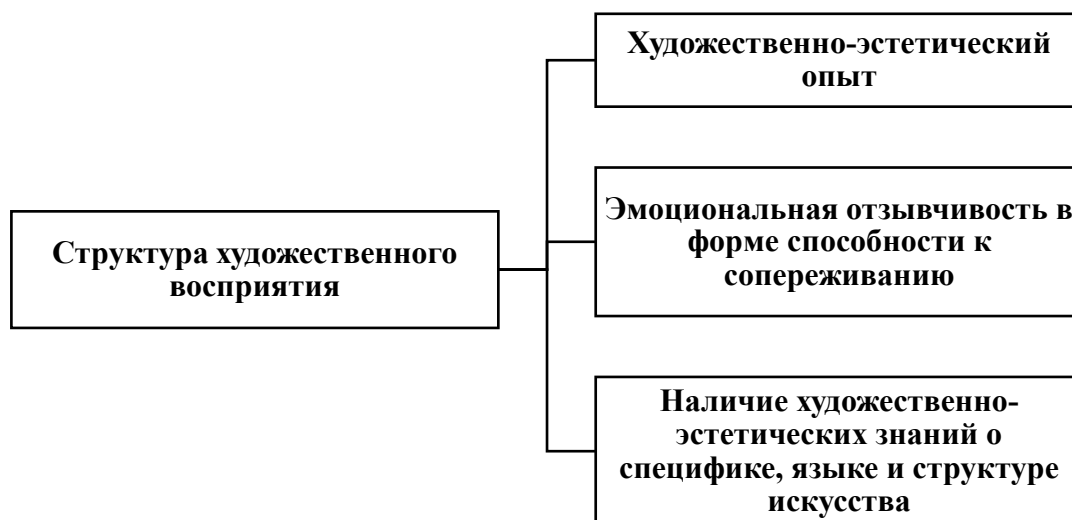 Художественно-эстетический
опыт
Структура художественного
восприятия
Эмоциональная отзывчивость в
форме способности к
сопереживанию
Наличие художественно-
эстетических знаний о
специфике, языке и структуре
искусства